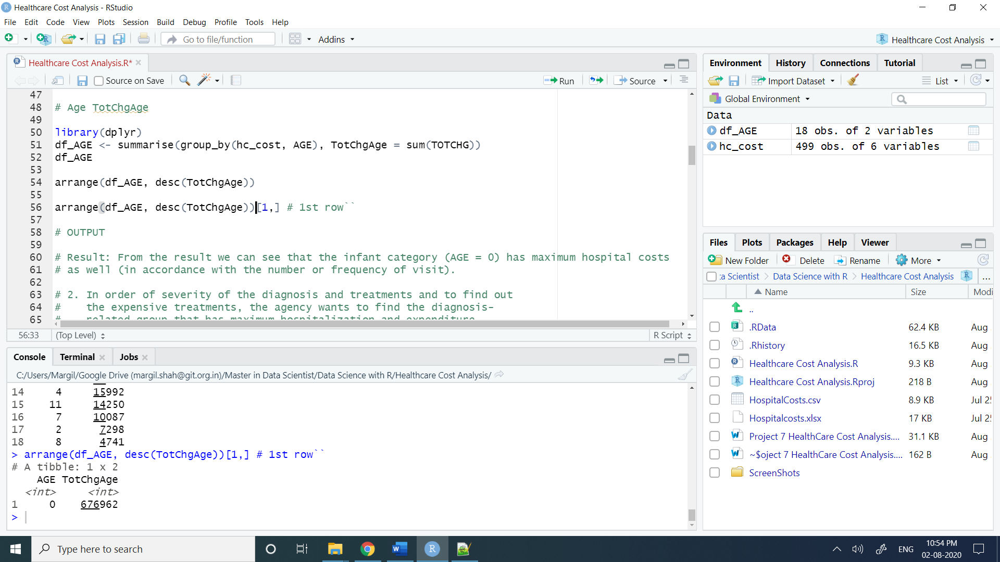 Healthcare Cost Analysis - RStudio
File Edit Code View Plots Session Build Debug Profile Tools Help
Go to file/function Addins Healthcare Cost Analysis
Healthcare Cost Analysis.R*
Source on Save Run Source
47
48 # Age TotChgAge
49
50 library(dplyr)
51 df_AGE <- summarise(group_by(hc_cost, AGE), TotChgAge = sum(TOTCHG))
52 df_AGE
53
54 arrange(df_AGE, desc(TotChgAge))
55
56 arrange(df_AGE, desc(TotChgAge))[1,] # 1st row``
57
58 # OUTPUT
59
60 # Result: From the result we can see that the infant category (AGE = 0) has maximum hospital costs
61 # as well (in accordance with the number or frequency of visit).
62
63 # 2. In order of severity of the diagnosis and treatments and to find out
64 #    the expensive treatments, the agency wants to find the diagnosis-
65 #    related group that has maximum hospitalization and expenditure
56:33 (Top Level) R Script
Console Terminal Jobs
C:/Users/Margil/Google Drive (margil.shah@git.org.in)/Master in Data Scientist/Data Science with R/Healthcare Cost Analysis/
14 4 15992
15 11 14250
16 7 10087
17 2 7298
18 8 4741
> arrange(df_AGE, desc(TotChgAge))[1,] # 1st row``
# A tibble: 1 x 2
AGE TotChgAge
<int> <int>
1 0 676962
>
Environment History Connections Tutorial
Import Dataset List
Global Environment
Data
df_AGE 18 obs. of 2 variables
hc_cost 499 obs. of 6 variables
Files Plots Packages Help Viewer
New Folder Delete Rename More
:a Scientist Data Science with R Healthcare Cost Analysis ...
Name Size Modi
..
.RData 62.4 KB Aug
.Rhistory 16.5 KB Aug
Healthcare Cost Analysis.R 9.3 KB Aug
Healthcare Cost Analysis.Rproj 218 B Aug
HospitalCosts.csv 8.9 KB Jul 2
Hospitalcosts.xlsx 17 KB Jul 2
Project 7 HealthCare Cost Analysis.... 31.1 KB Aug
~$oject 7 HealthCare Cost Analysis.... 162 B Aug
ScreenShots
Type here to search
ENG 10:54 PM
02-08-2020